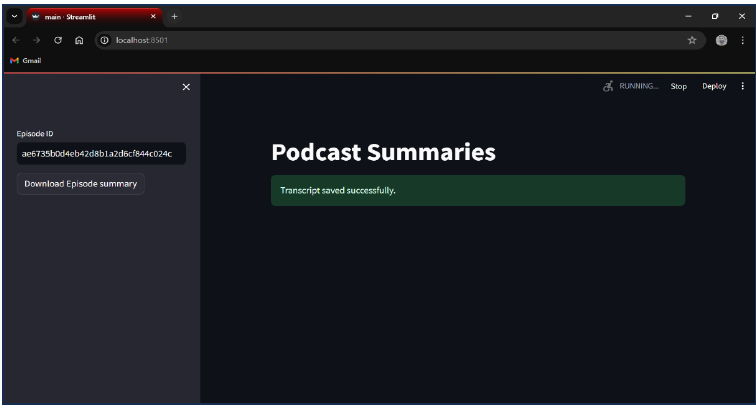 main · Streamlit
localhost:8501
Gmail
RUNNING...
Stop
Deploy
Episode ID
ae6735b0d4eb42d8b1a2d6cf844c024c
Download Episode summary
Podcast Summaries
Transcript saved successfully.